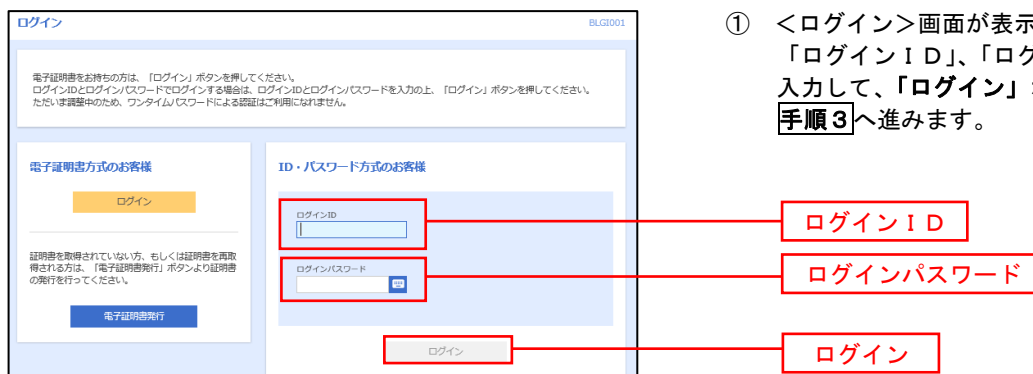 ログイン
BLGI001
電子証明書をお持ちの方は、「ログイン」ボタンを押してください。
ログインIDとログインパスワードでログインする場合は、ログインIDとログインパスワードを入力の上、「ログイン」ボタンを押してください。
ただいま調整中のため、ワンタイムパスワードによる認証はご利用になれません。
電子証明書方式のお客様
ログイン
証明書を取得されていない方、もしくは証明書を再取
得される方は、「電子証明書発行」ボタンより証明書
の発行を行ってください。
電子証明書発行
ID・パスワード方式のお客様
ログインID
ログインパスワード
ログイン
① <ログイン>画面が表示
「ログインID」、「ログ
入力して、「ログイン」
手順3へ進みます。
ログインID
ログインパスワード
ログイン